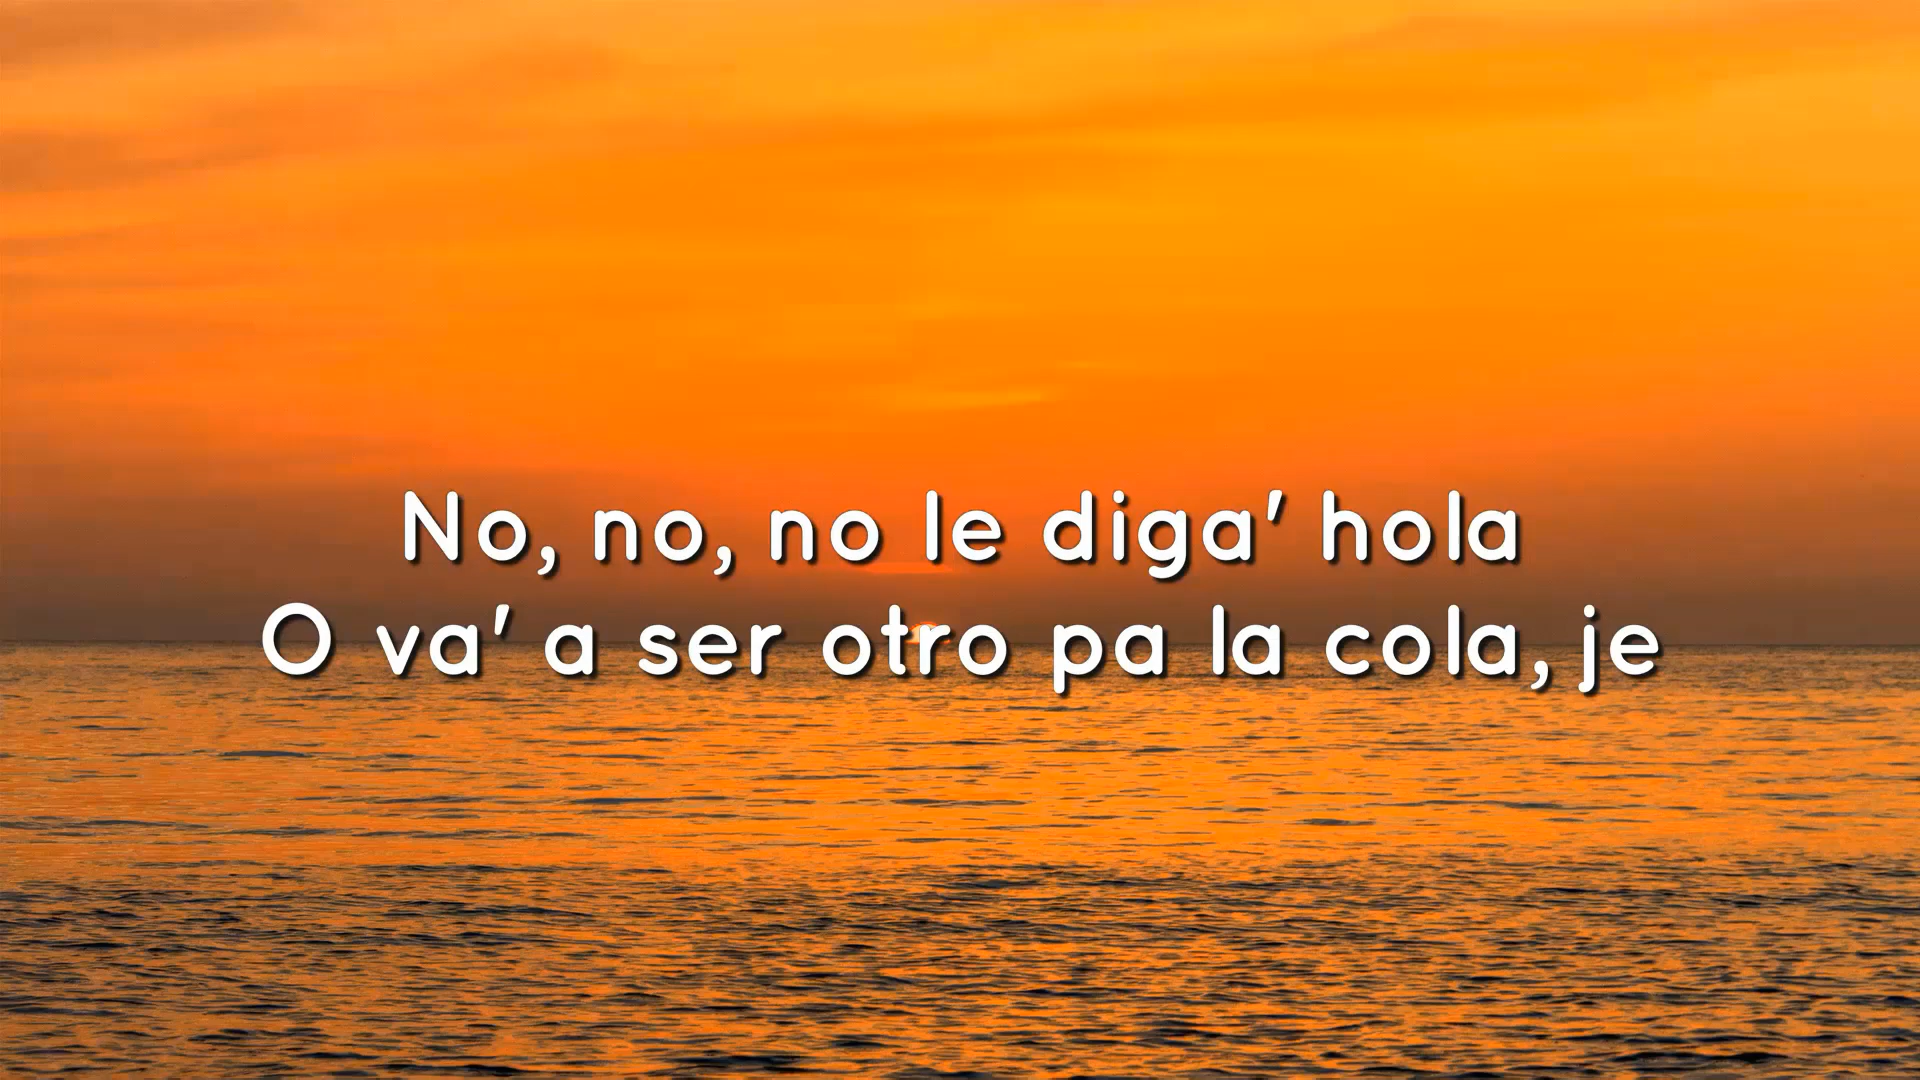 No, no, no le diga' hola
O va' a ser otro pa la cola, je